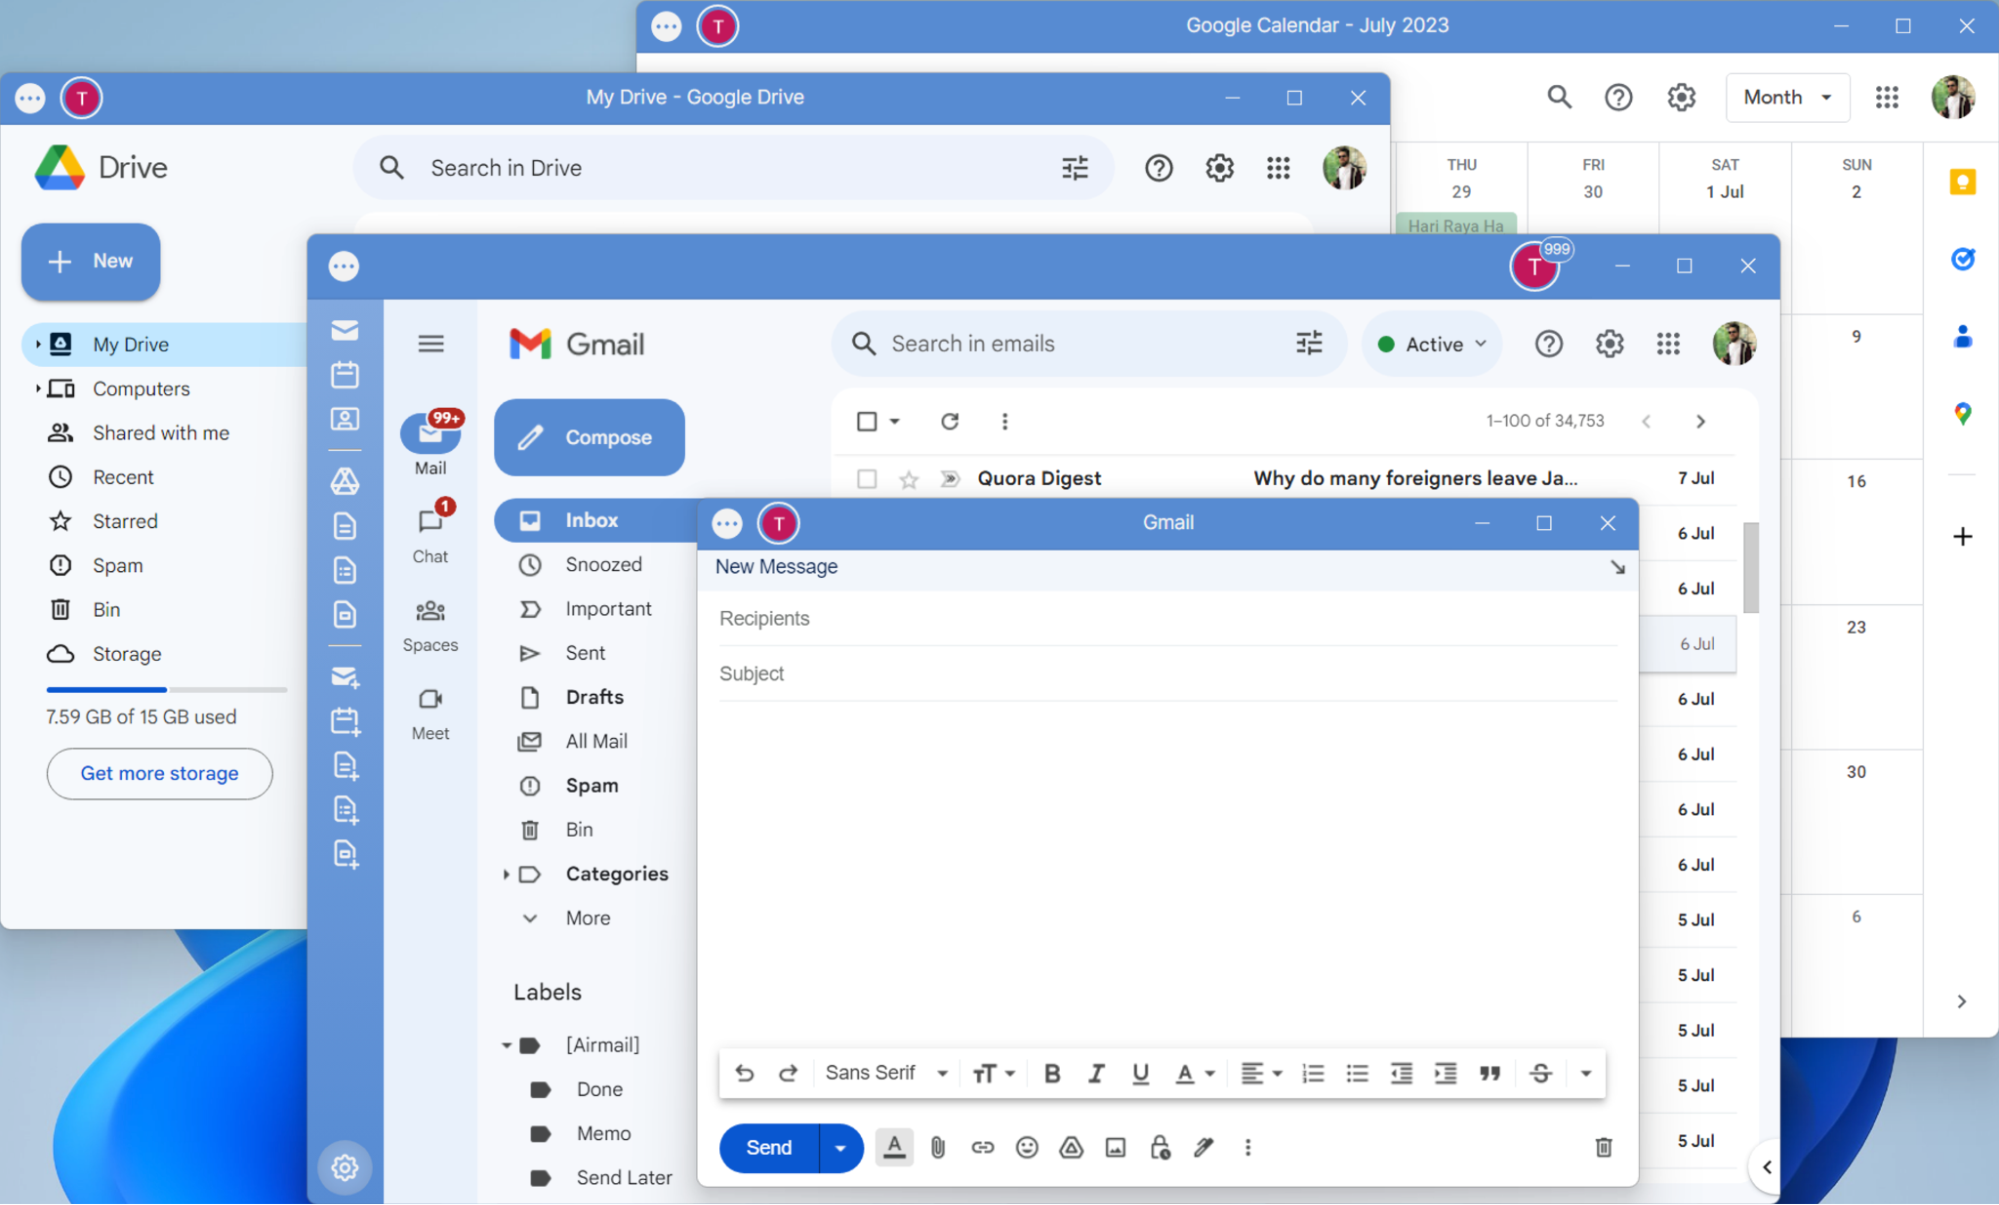 T
Google Calendar - July 2023
T
My Drive - Google Drive
Month
Drive
Search in Drive
THU
29
FRI
30
SAT
1 Jul
SUN
2
Hari Raya Ha
New
My Drive
Computers
Shared with me
Recent
Starred
Spam
Bin
Storage
7.59 GB of 15 GB used
Get more storage
9
16
23
30
6
T
999
Gmail
Search in emails
Active
99+
Mail
1
Chat
Spaces
Meet
Compose
Inbox
Snoozed
Important
Sent
Drafts
All Mail
Spam
Bin
Categories
More
Labels
[Airmail]
Done
Memo
Send Later
1–100 of 34,753
Quora Digest Why do many foreigners leave Ja... 7 Jul
6 Jul
6 Jul
6 Jul
6 Jul
6 Jul
6 Jul
6 Jul
5 Jul
5 Jul
5 Jul
5 Jul
5 Jul
T
Gmail
New Message
Recipients
Subject
Sans Serif
Send